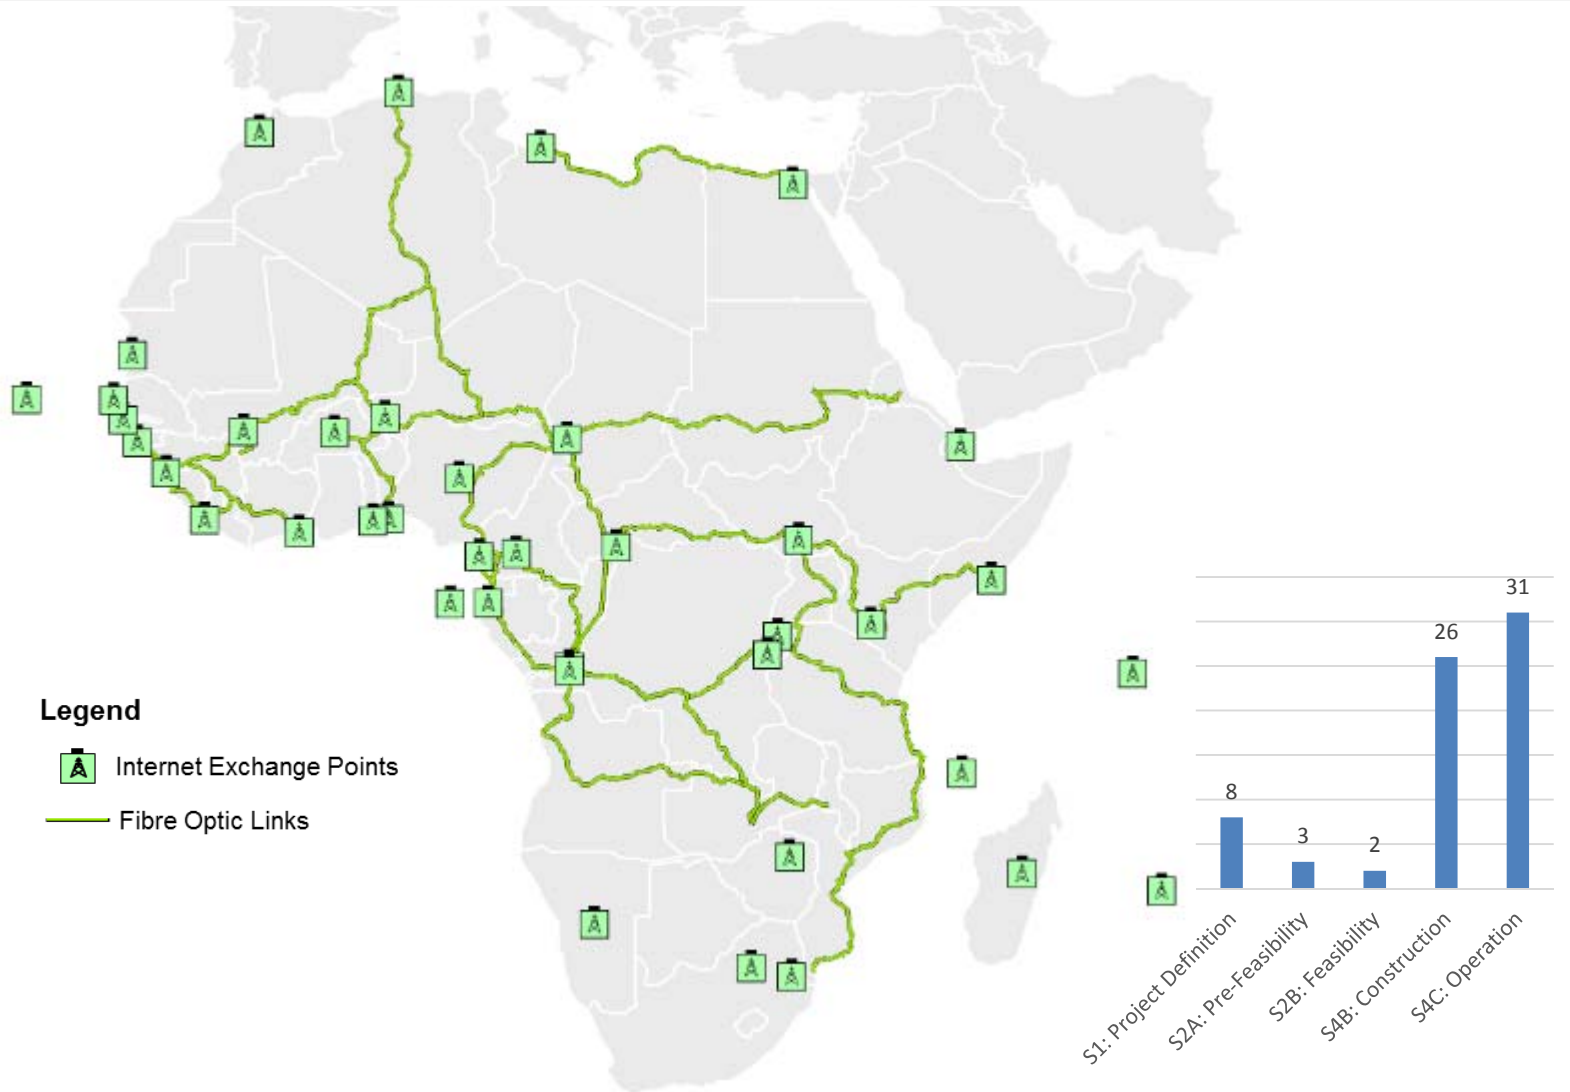 Legend
Internet Exchange Points
Fibre Optic Links
8
3
2
26
31
S1: Project Definition
S2A: Pre-Feasibility
S2B: Feasibility
S4B: Construction
S4C: Operation